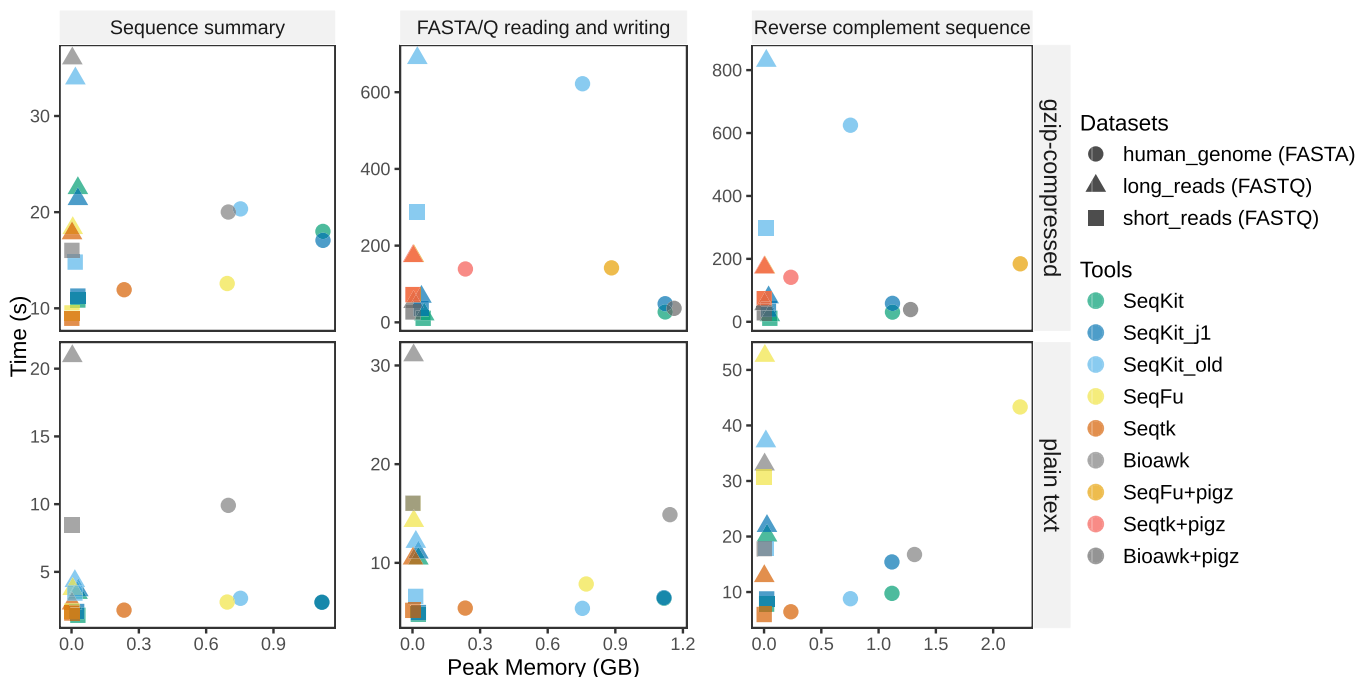 Sequence summary
FASTA/Q reading and writing
Reverse complement sequence
30
20
10
600
400
200
0
800
600
400
200
0
gzip-compressed
Time (s)
20
15
10
5
30
20
10
50
40
30
20
10
plain text
0.0 0.3 0.6 0.9
0.0 0.3 0.6 0.9 1.2
0.0 0.5 1.0 1.5 2.0
Peak Memory (GB)
Datasets
human_genome (FASTA)
long_reads (FASTQ)
short_reads (FASTQ)
Tools
SeqKit
SeqKit_j1
SeqKit_old
SeqFu
Seqtk
Bioawk
SeqFu+pigz
Seqtk+pigz
Bioawk+pigz